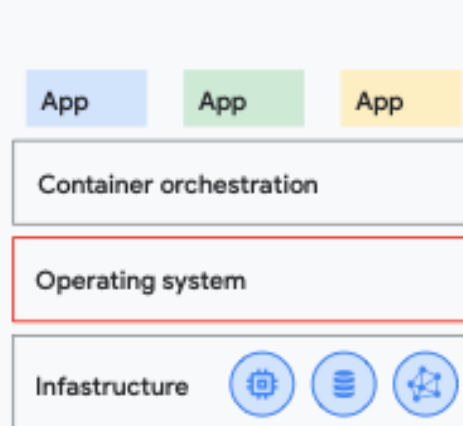 App App App
Container orchestration
Operating system
Infastructure